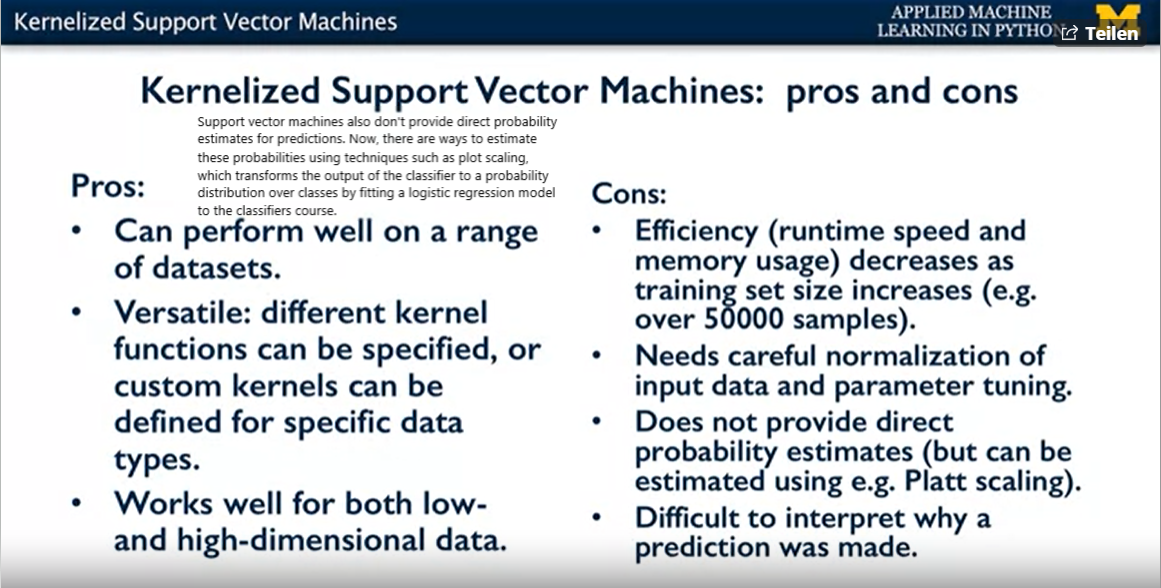 Kernelized Support Vector Machines
APPLIED MACHINE
LEARNING IN PYTHON
Teilen
Kernelized Support Vector Machines: pros and cons
Support vector machines also don't provide direct probability
estimates for predictions. Now, there are ways to estimate
these probabilities using techniques such as plot scaling,
which transforms the output of the classifier to a probability
distribution over classes by fitting a logistic regression model
to the classifiers course.
Pros:
• Can perform well on a range
of datasets.
• Versatile: different kernel
functions can be specified, or
custom kernels can be
defined for specific data
types.
• Works well for both low-
and high-dimensional data.
Cons:
• Efficiency (runtime speed and
memory usage) decreases as
training set size increases (e.g.
over 50000 samples).
• Needs careful normalization of
input data and parameter tuning.
• Does not provide direct
probability estimates (but can be
estimated using e.g. Platt scaling).
• Difficult to interpret why a
prediction was made.